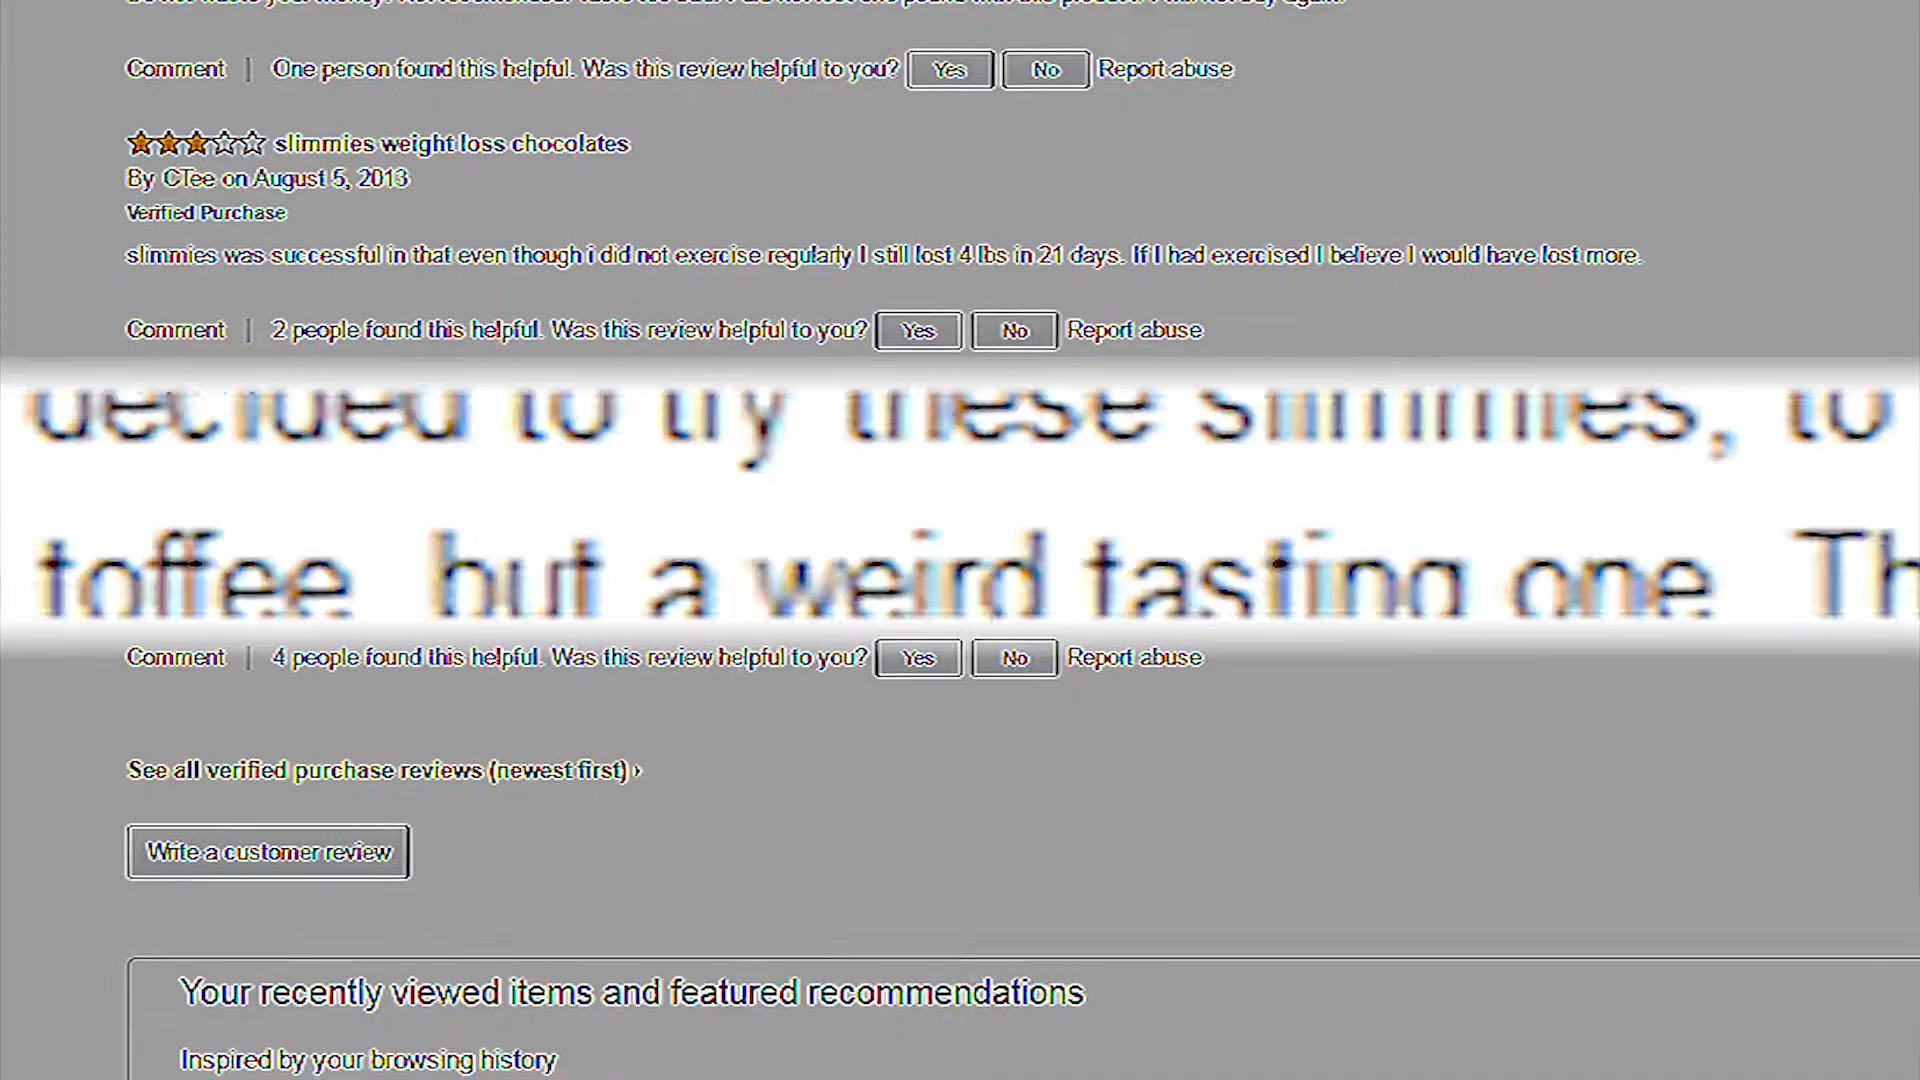 Comment | One person found this helpful. Was this review helpful to you? Yes No Report abuse
slimmies weight loss chocolates
By CTee on August 5, 2013
Verified Purchase
slimmies was successful in that even though i did not exercise regularly I still lost 4 lbs in 21 days. If I had exercised I believe I would have lost more.
Comment | 2 people found this helpful. Was this review helpful to you? Yes No Report abuse
decided to try these slimmies, to
toffee but a weird tasting one
Comment | 4 people found this helpful. Was this review helpful to you? Yes No Report abuse
See all verified purchase reviews (newest first) ›
Write a customer review
Your recently viewed items and featured recommendations
Inspired by your browsing history